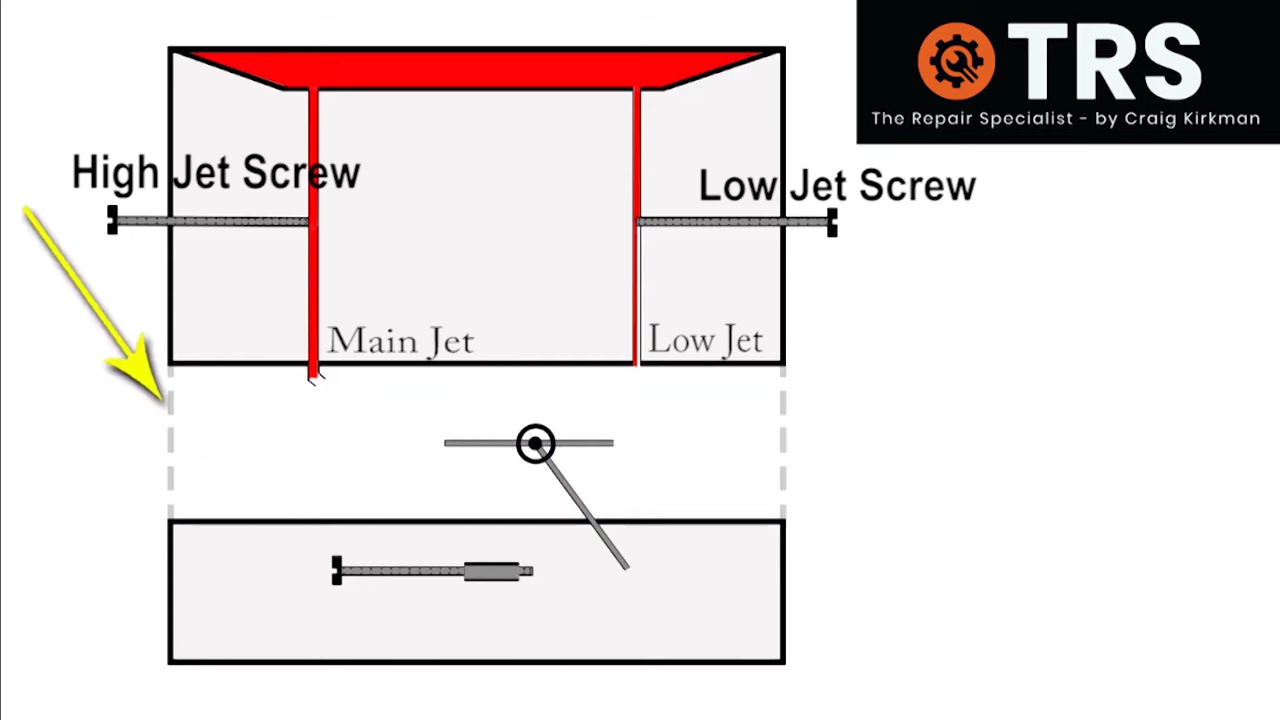 TRS
The Repair Specialist - by Craig Kirkman
High Jet Screw
Low Jet Screw
Main Jet
Low Jet